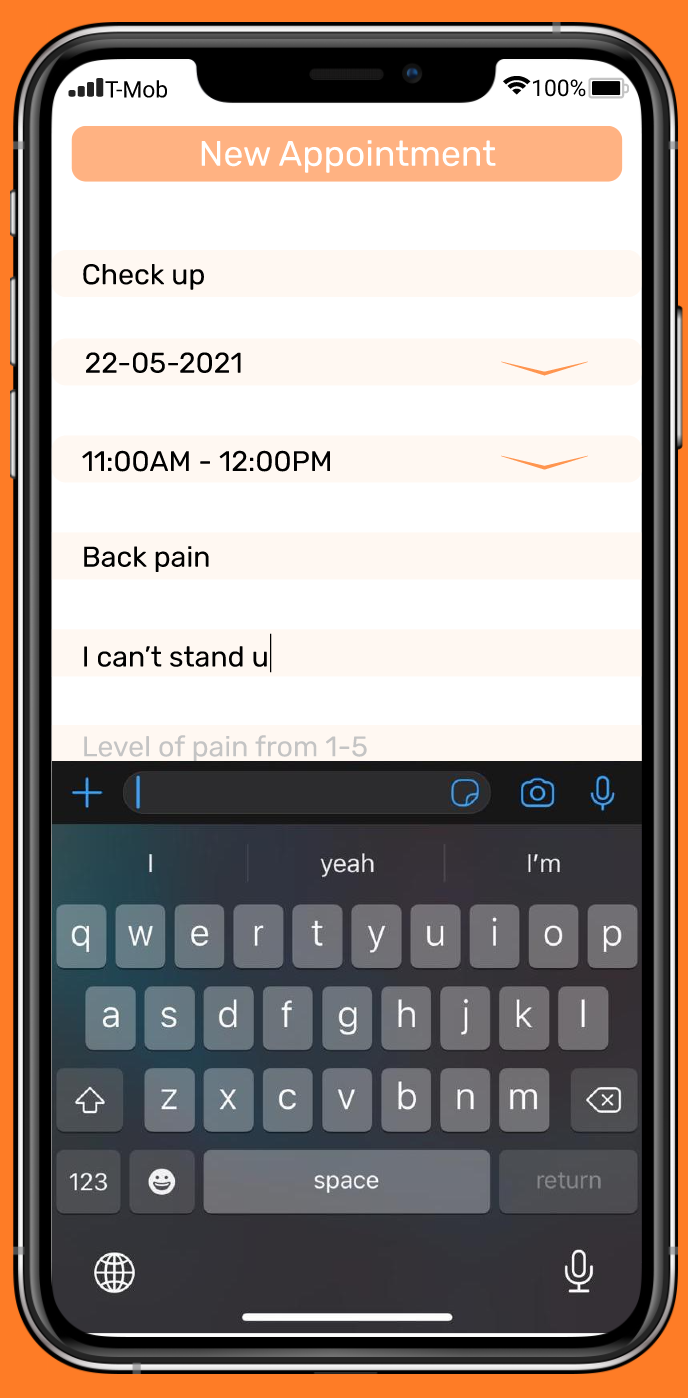 T-Mob 100%
New Appointment
Check up
22-05-2021
11:00AM - 12:00PM
Back pain
I can't stand u
Level of pain from 1-5
I yeah I'm
q w e r t y u i o p
a s d f g h j k l
z x c v b n m
123 space return